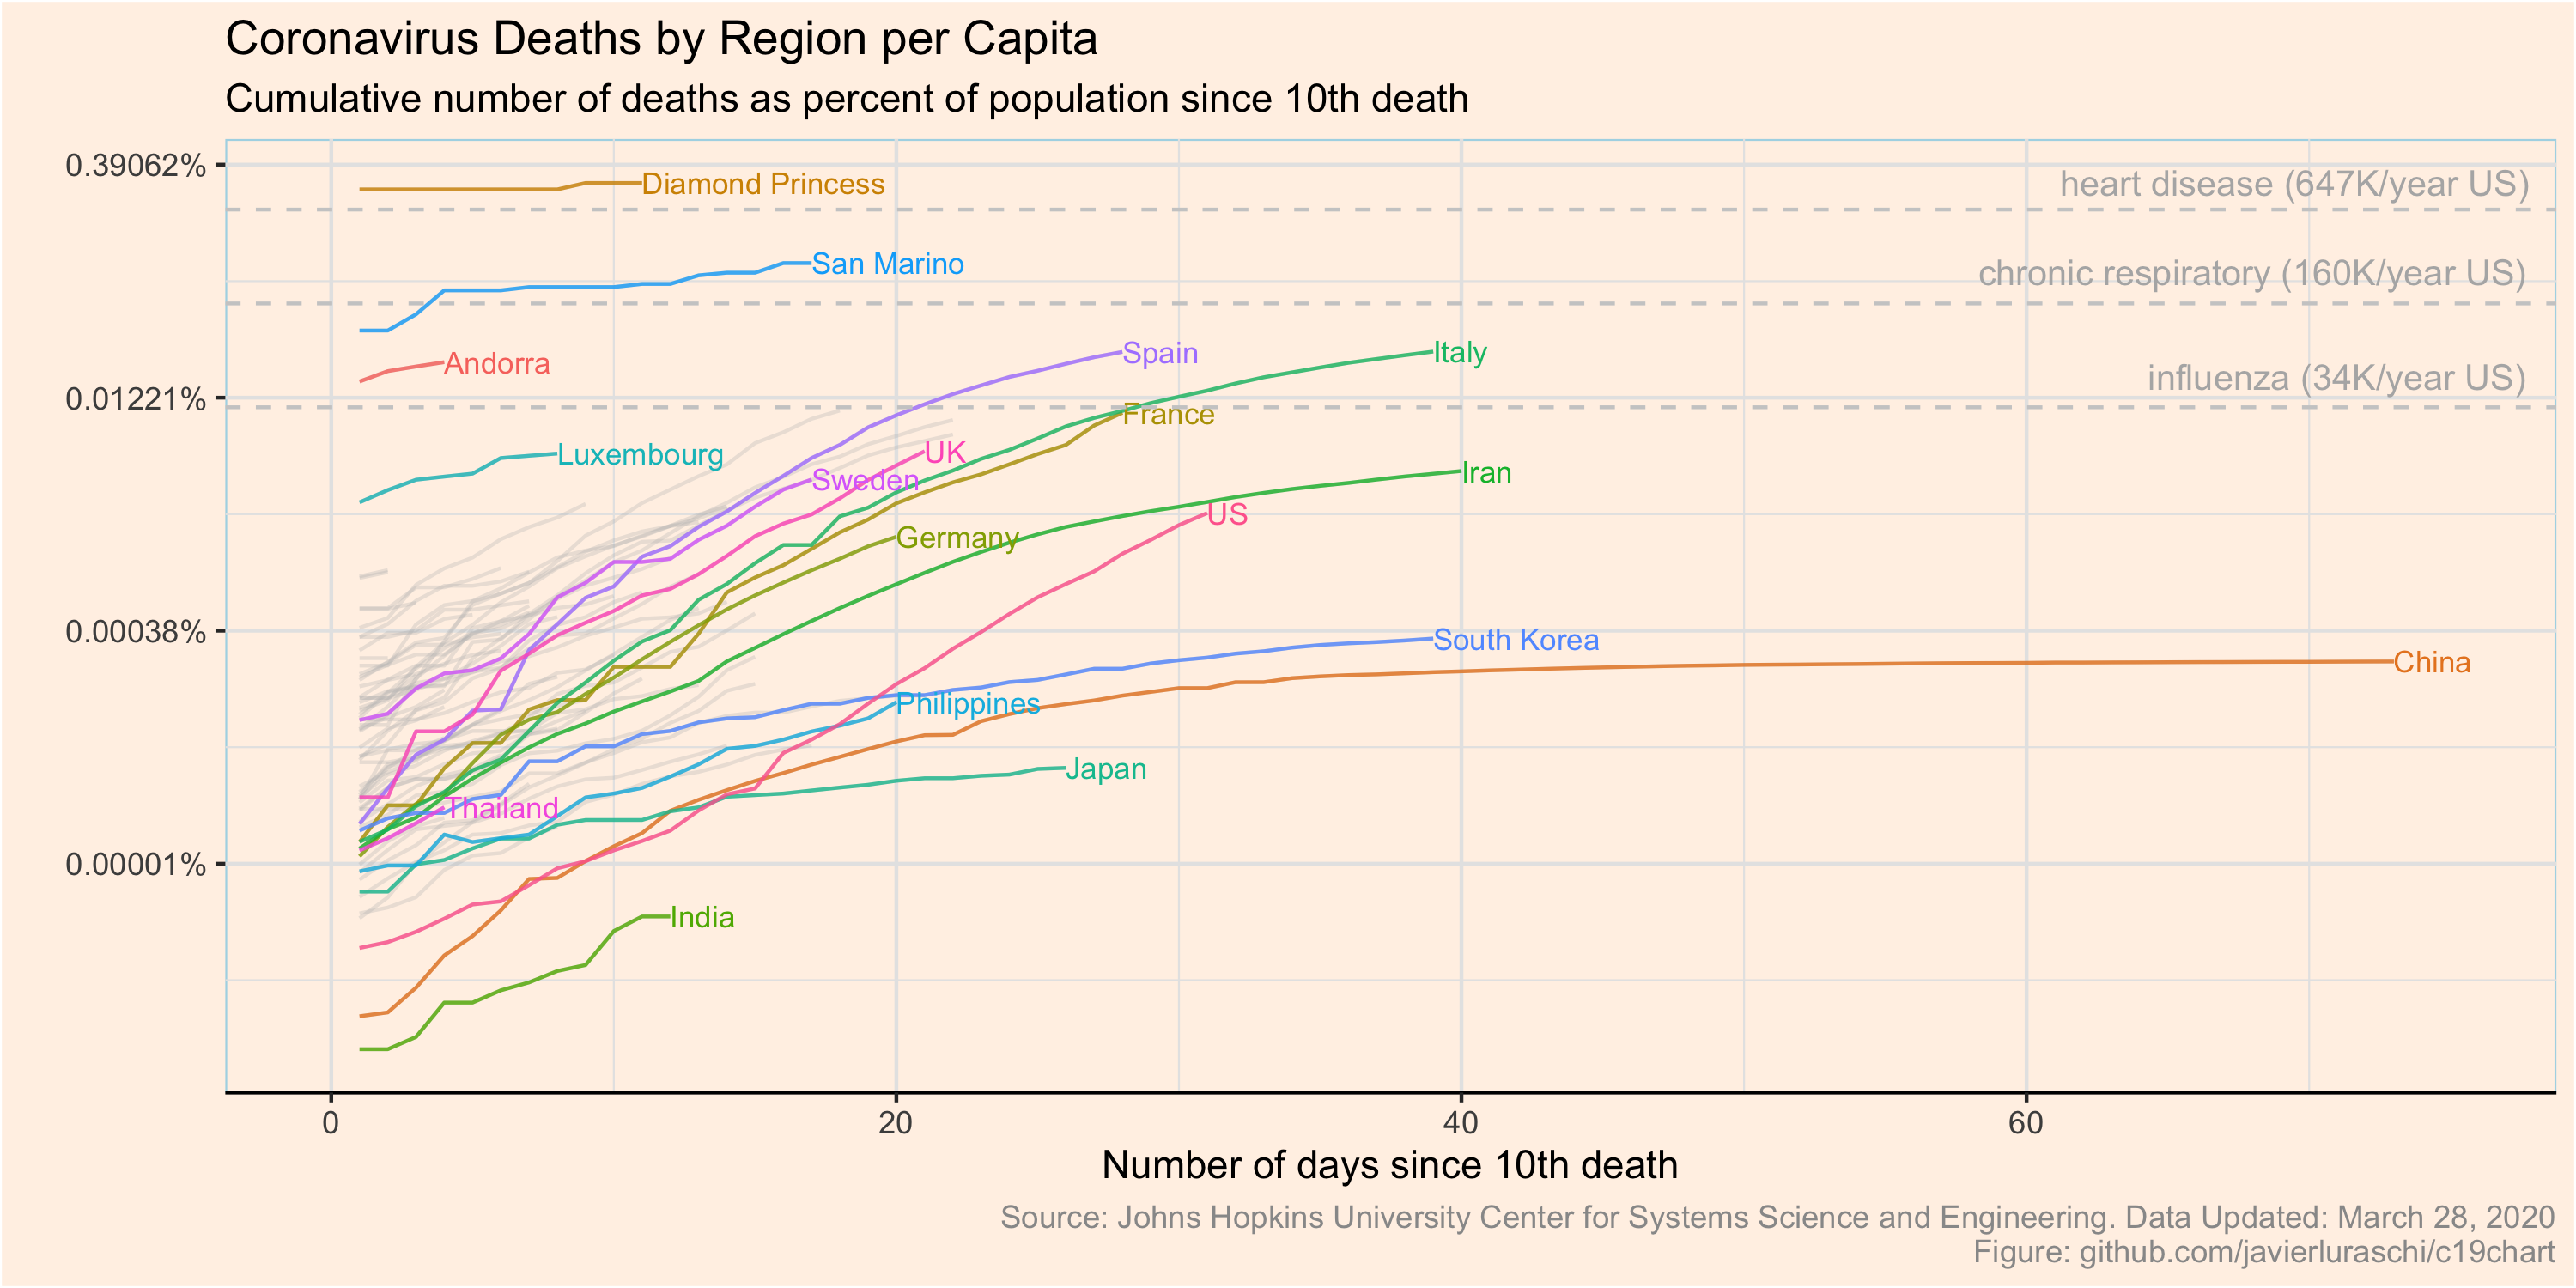 Coronavirus Deaths by Region per Capita
Cumulative number of deaths as percent of population since 10th death
0.39062%
0.01221%
0.00038%
0.00001%
Diamond Princess
heart disease (647K/year US)
San Marino
chronic respiratory (160K/year US)
Andorra
Spain
Italy
influenza (34K/year US)
France
Luxembourg
UK
Sweden
Iran
US
Germany
South Korea
China
Philippines
Japan
Thailand
India
0
20
40
60
Number of days since 10th death
Source: Johns Hopkins University Center for Systems Science and Engineering. Data Updated: March 28, 2020
Figure: github.com/javierluraschi/c19chart